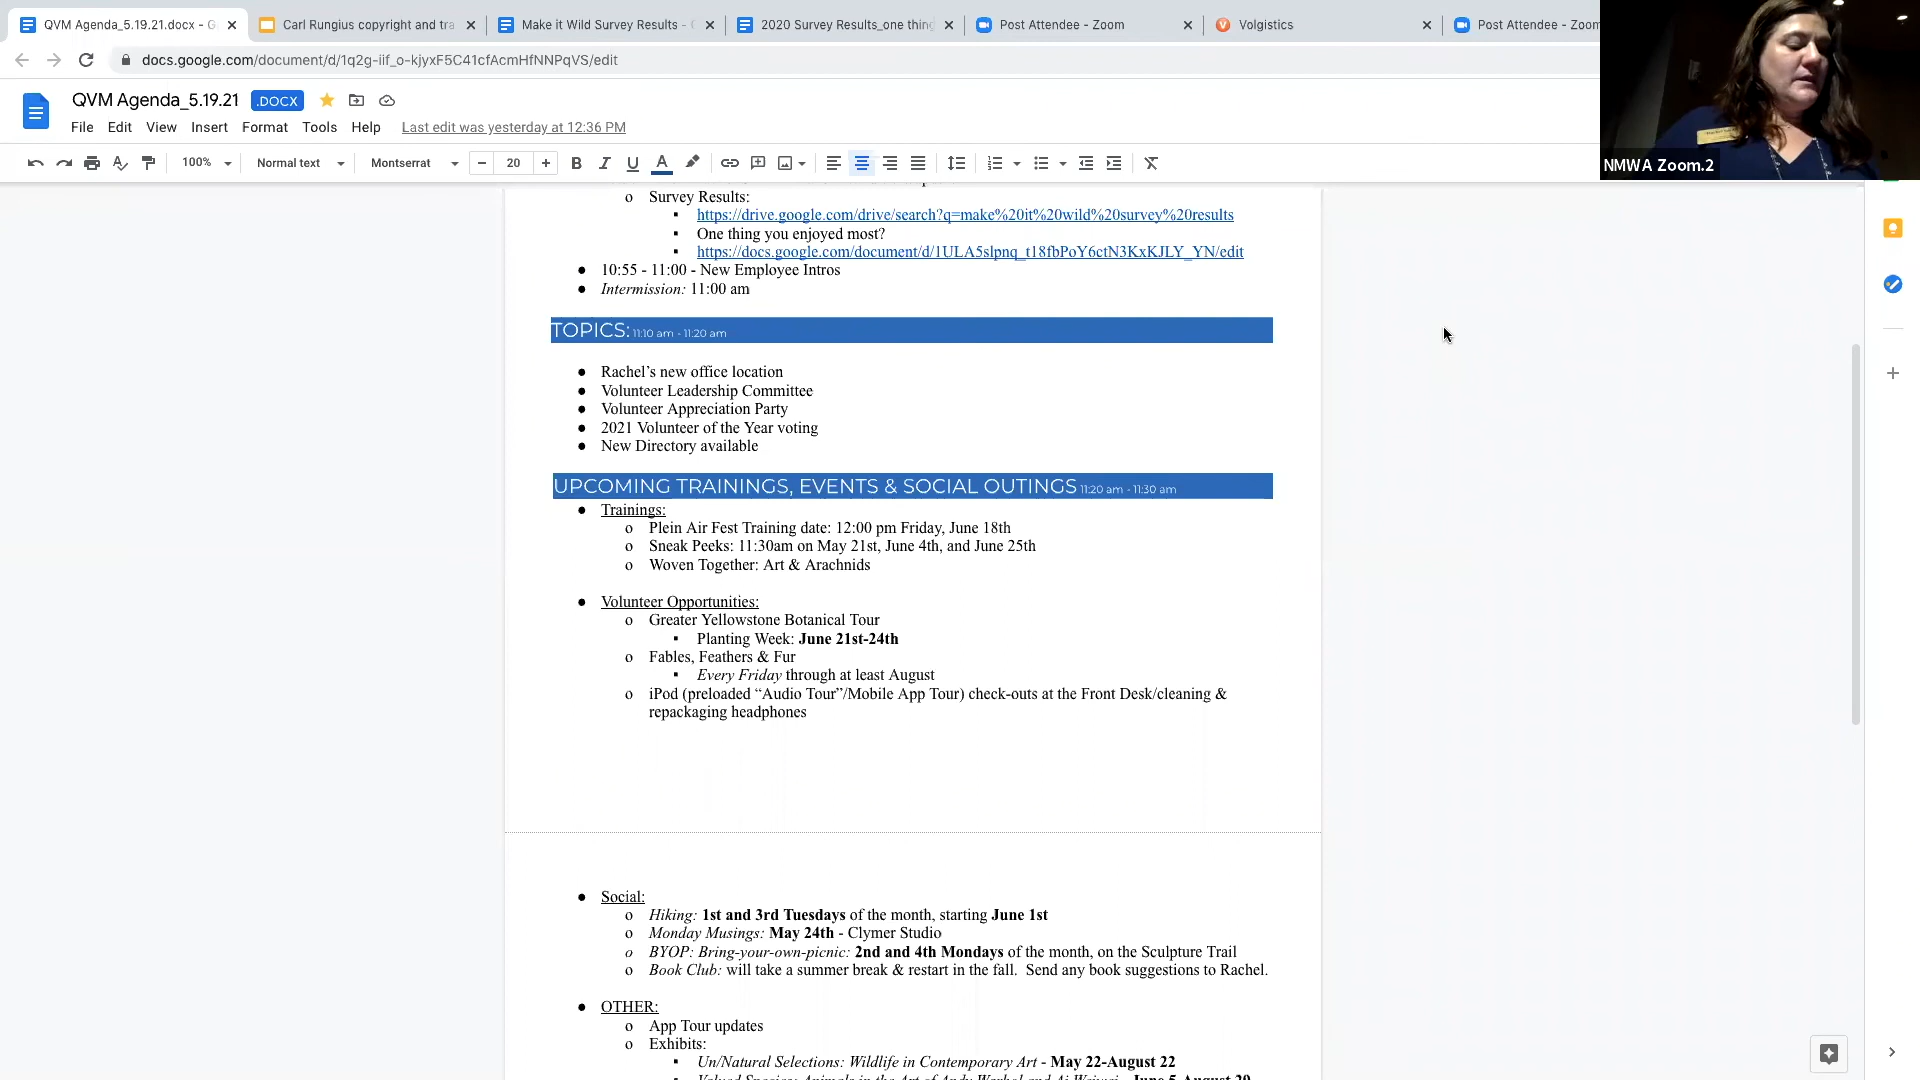 QVM Agenda_5.19.21.docx - G
Carl Rungius copyright and tra
Make it Wild Survey Results -
2020 Survey Results_one thing
Post Attendee - Zoom
Volgistics
Post Attendee - Zoom
docs.google.com/document/d/1q2g-iif_o-kjyxF5C41cfAcmHfNNPqVS/edit
QVM Agenda_5.19.21 .DOCX
File Edit View Insert Format Tools Help Last edit was yesterday at 12:36 PM
100% Normal text Montserrat 20
NMWA Zoom.2
o Survey Results:
https://drive.google.com/drive/search?q=make%20it%20wild%20survey%20results
One thing you enjoyed most?
https://docs.google.com/document/d/1ULA5slpnq_t18fbPoY6ctN3KxKJLY_YN/edit
● 10:55 - 11:00 - New Employee Intros
● Intermission: 11:00 am
TOPICS: 11:10 am - 11:20 am
● Rachel’s new office location
● Volunteer Leadership Committee
● Volunteer Appreciation Party
● 2021 Volunteer of the Year voting
● New Directory available
UPCOMING TRAININGS, EVENTS & SOCIAL OUTINGS 11:20 am - 11:30 am
● Trainings:
o Plein Air Fest Training date: 12:00 pm Friday, June 18th
o Sneak Peeks: 11:30am on May 21st, June 4th, and June 25th
o Woven Together: Art & Arachnids
● Volunteer Opportunities:
o Greater Yellowstone Botanical Tour
▪ Planting Week: June 21st-24th
o Fables, Feathers & Fur
▪ Every Friday through at least August
o iPod (preloaded “Audio Tour”/Mobile App Tour) check-outs at the Front Desk/cleaning &
repackaging headphones
● Social:
o Hiking: 1st and 3rd Tuesdays of the month, starting June 1st
o Monday Musings: May 24th - Clymer Studio
o BYOP: Bring-your-own-picnic: 2nd and 4th Mondays of the month, on the Sculpture Trail
o Book Club: will take a summer break & restart in the fall. Send any book suggestions to Rachel.
● OTHER:
o App Tour updates
o Exhibits:
▪ Un/Natural Selections: Wildlife in Contemporary Art - May 22-August 22